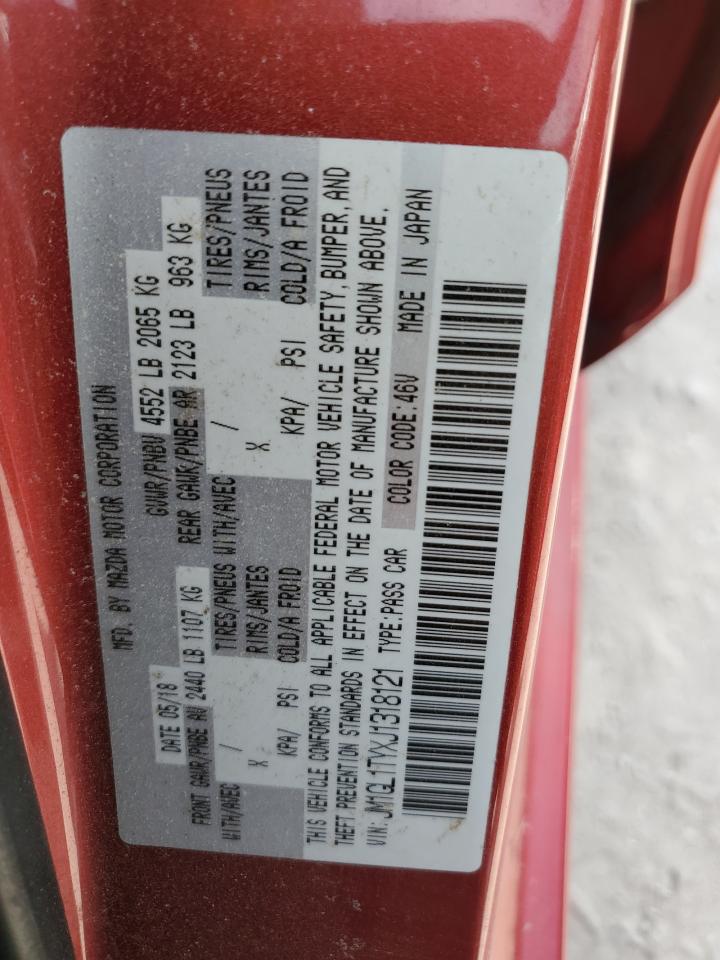 MFD. BY MAZDA MOTOR CORPORATION
DATE 05/18 GVWR/PNBV 4552 LB 2065 KG
FRONT GAWR/PNBE AV 2440 LB 1107 KG REAR GAWR/PNBE AR 2123 LB 963 KG
WITH/AVEC / TIRES/PNEUS WITH/AVEC / TIRES/PNEUS
X RIMS/JANTES X RIMS/JANTES
KPA/ PSI COLD/A FROID KPA/ PSI COLD/A FROID
THIS VEHICLE CONFORMS TO ALL APPLICABLE FEDERAL MOTOR VEHICLE SAFETY, BUMPER, AND
THEFT PREVENTION STANDARDS IN EFFECT ON THE DATE OF MANUFACTURE SHOWN ABOVE.
VIN: JM1GL1TYXJ1318121 TYPE:PASS CAR COLOR CODE:46V MADE IN JAPAN